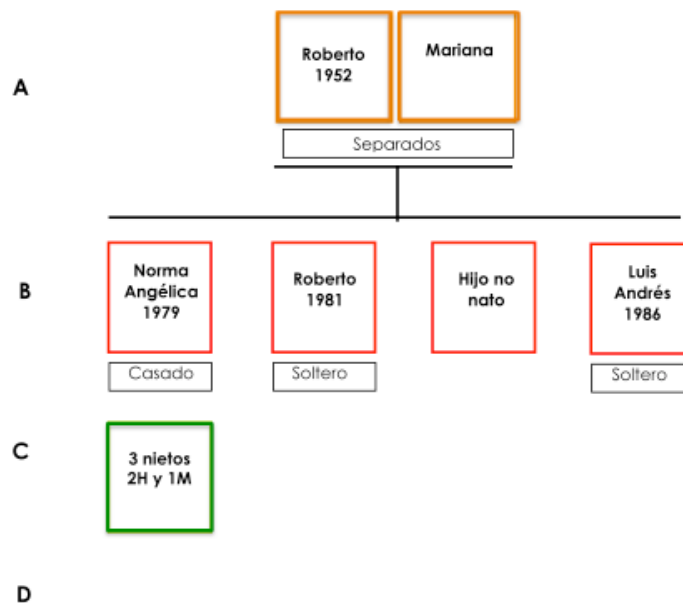 A
Roberto
1952
Mariana
Separados
B
Norma
Angélica
1979
Roberto
1981
Hijo no
nato
Luis
Andrés
1986
Casado
Soltero
Soltero
C
3 nietos
2H y 1M
D